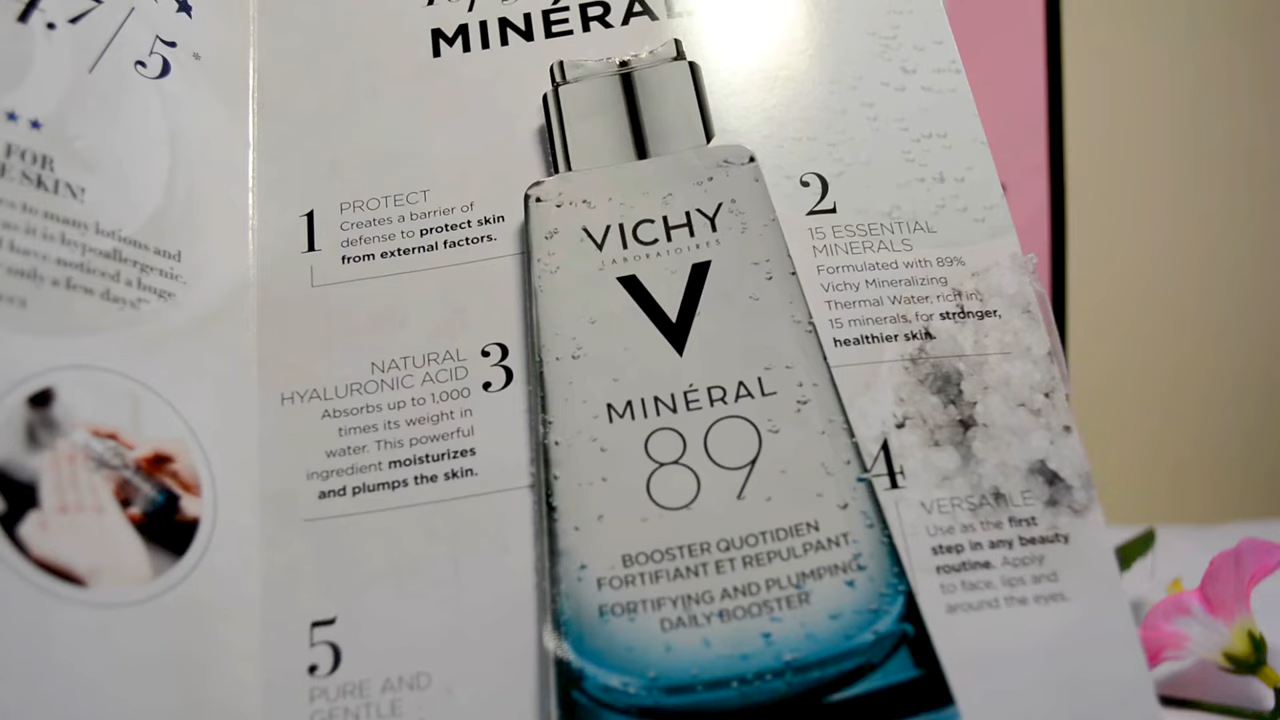 4.7/5*
FOR
SKIN!
to many lotions and
as it is hypoallergenic.
have noticed a huge
only a few days!"
MINÉRAL
1
PROTECT
Creates a barrier of
defense to protect skin
from external factors.
2
15 ESSENTIAL
MINERALS
Formulated with 89%
Vichy Mineralizing
Thermal Water, rich in
15 minerals, for stronger,
healthier skin.
3
NATURAL
HYALURONIC ACID
Absorbs up to 1,000
times its weight in
water. This powerful
ingredient moisturizes
and plumps the skin.
4
VERSATILE
Use as the first
step in any beauty
routine. Apply
to face, lips and
around the eyes.
5
PURE AND
GENTLE
VICHY
LABORATOIRES
V
MINÉRAL
89
BOOSTER QUOTIDIEN
FORTIFIANT ET REPULPANT
FORTIFYING AND PLUMPING
DAILY BOOSTER